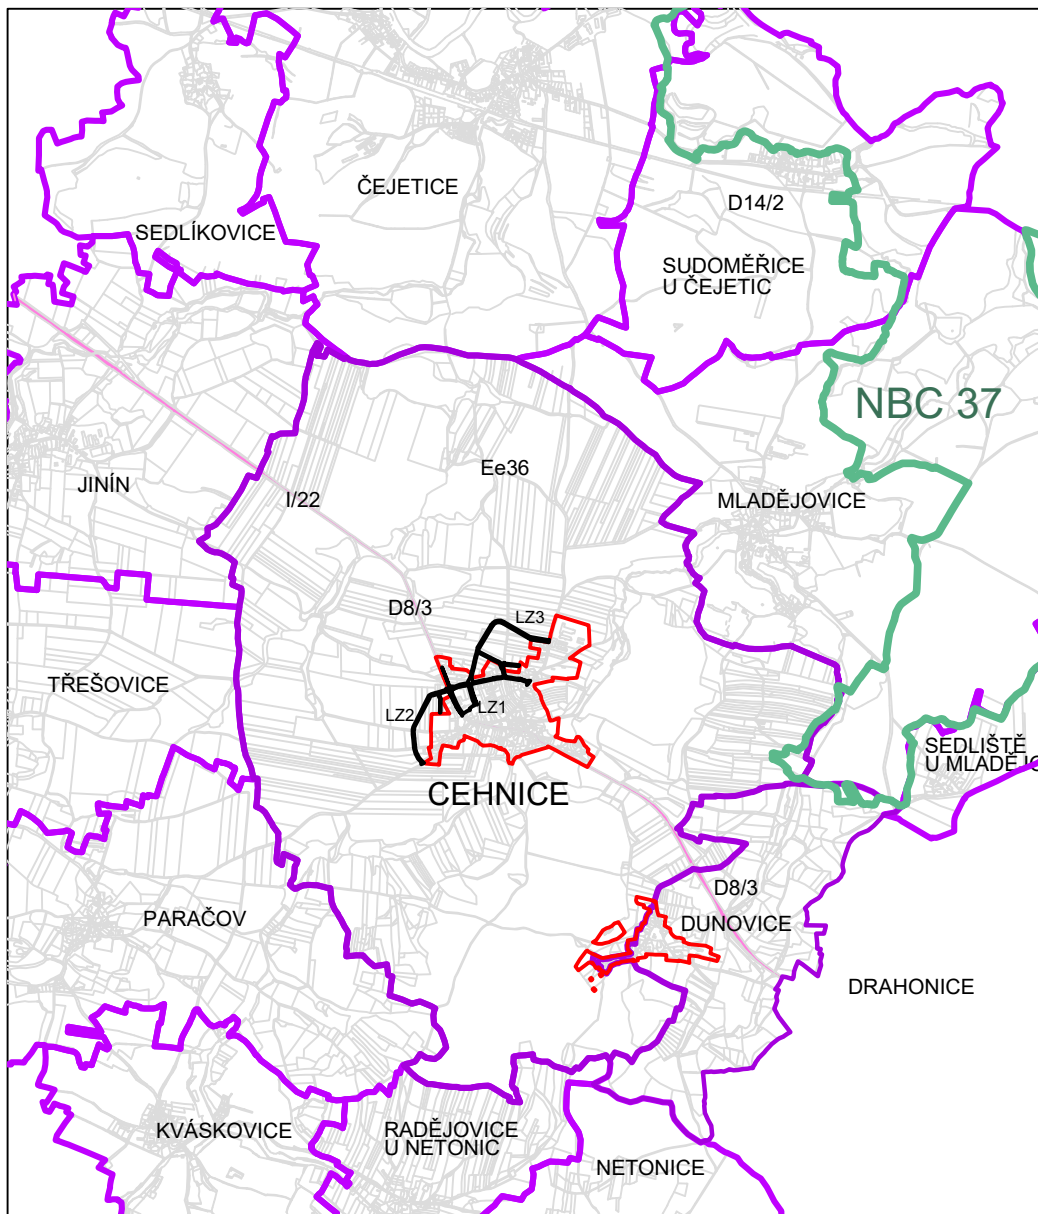 ČEJETICE
D14/2
SEDLÍKOVICE
SUDOMĚŘICE
U ČEJETIC
NBC 37
Ee36
JINÍN
I/22
MLADĚJOVICE
D8/3
LZ3
TŘEŠOVICE
LZ2
LZ1
SEDLIŠTĚ
U MLADĚJO
CEHNICE
D8/3
PARAČOV
DUNOVICE
DRAHONICE
KVÁSKOVICE
RADĚJOVICE
U NETONIC
NETONICE